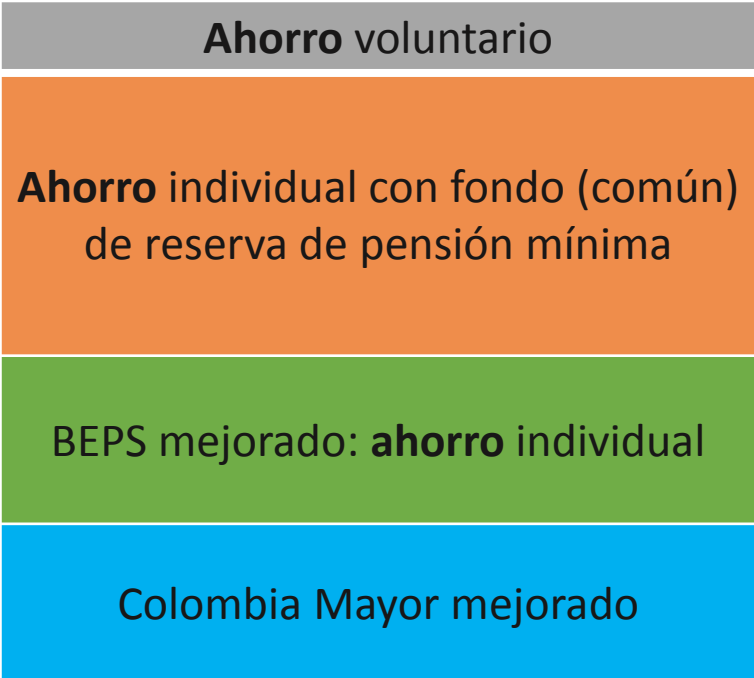 Ahorro voluntario
Ahorro individual con fondo (común)
de reserva de pensión mínima
BEPS mejorado: ahorro individual
Colombia Mayor mejorado